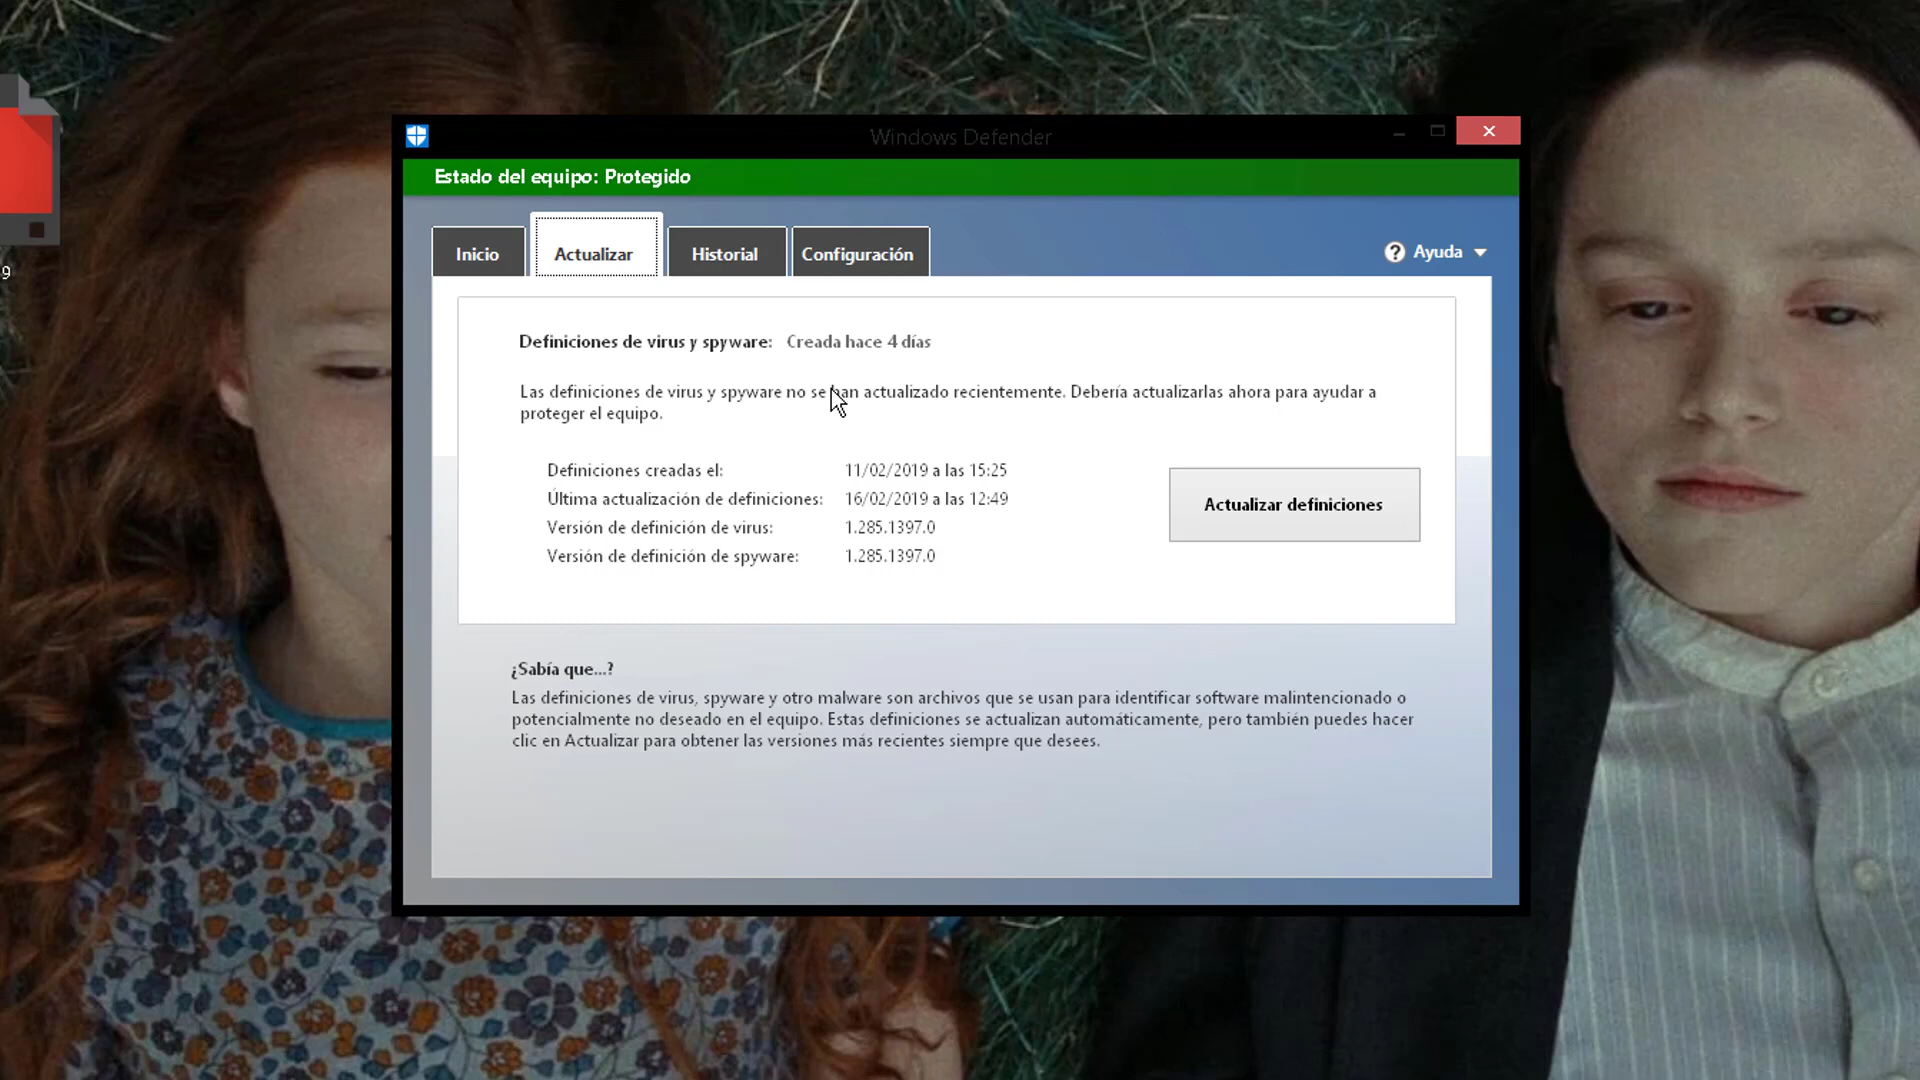 Windows Defender
Estado del equipo: Protegido
Inicio
Actualizar
Historial
Configuración
Ayuda
Definiciones de virus y spyware: Creada hace 4 días
Las definiciones de virus y spyware no se han actualizado recientemente. Debería actualizarlas ahora para ayudar a
proteger el equipo.
Definiciones creadas el: 11/02/2019 a las 15:25
Última actualización de definiciones: 16/02/2019 a las 12:49
Versión de definición de virus: 1.285.1397.0
Versión de definición de spyware: 1.285.1397.0
Actualizar definiciones
¿Sabía que...?
Las definiciones de virus, spyware y otro malware son archivos que se usan para identificar software malintencionado o
potencialmente no deseado en el equipo. Estas definiciones se actualizan automáticamente, pero también puedes hacer
clic en Actualizar para obtener las versiones más recientes siempre que desees.
9